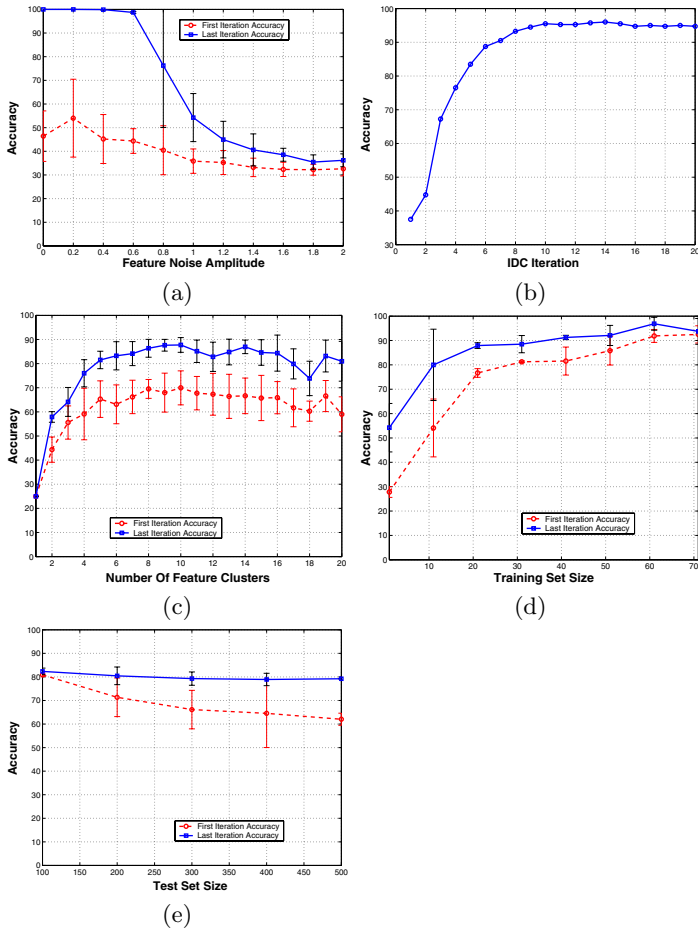 100
90
80
70
60
50
40
30
20
10
0
Accuracy
First Iteration Accuracy
Last Iteration Accuracy
0 0.2 0.4 0.6 0.8 1 1.2 1.4 1.6 1.8 2
Feature Noise Amplitude
(a)
100
90
80
70
60
50
40
30
Accuracy
0 2 4 6 8 10 12 14 16 18 20
IDC Iteration
(b)
100
90
80
70
60
50
40
30
20
10
0
Accuracy
First Iteration Accuracy
Last Iteration Accuracy
2 4 6 8 10 12 14 16 18 20
Number Of Feature Clusters
(c)
100
90
80
70
60
50
40
30
20
10
0
Accuracy
First Iteration Accuracy
Last Iteration Accuracy
10 20 30 40 50 60 70
Training Set Size
(d)
100
90
80
70
60
50
40
30
20
10
0
Accuracy
First Iteration Accuracy
Last Iteration Accuracy
100 150 200 250 300 350 400 450 500
Test Set Size
(e)